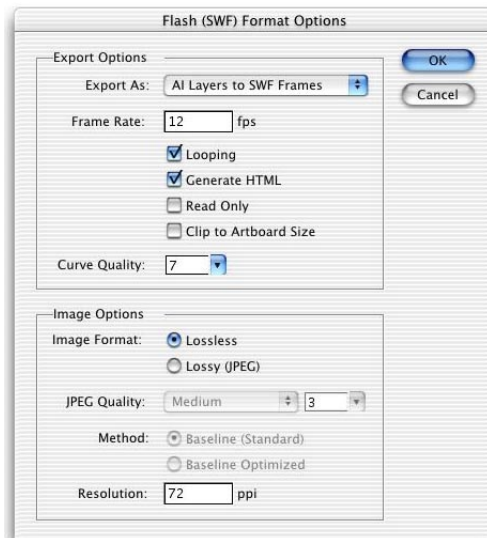 Flash (SWF) Format Options
Export Options
OK
Export As: AI Layers to SWF Frames
Cancel
Frame Rate: 12 fps
Looping
Generate HTML
Read Only
Clip to Artboard Size
Curve Quality: 7
Image Options
Image Format: Lossless
Lossy (JPEG)
JPEG Quality: Medium 3
Method: Baseline (Standard)
Baseline Optimized
Resolution: 72 ppi